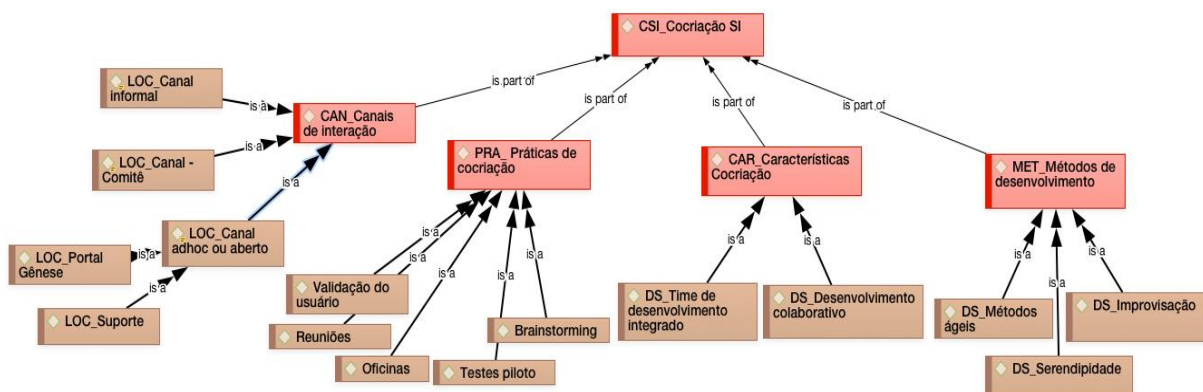 CSI_Cocriação SI
LOC_Canal
informal
is a
is part of
is part of
is part of
is part of
CAN_Canais
de interação
is a
LOC_Canal -
Comitê
PRA_ Práticas de
cocriação
CAR_Características
Cocriação
MET_Métodos de
desenvolvimento
is a
LOC_Canal
adhoc ou aberto
LOC_Portal
Gênese
is a
is a
LOC_Suporte
is a
is a
is a
is a
is a
Validação do
usuário
Reuniões
Oficinas
Testes piloto
Brainstorming
is a
is a
DS_Time de
desenvolvimento
integrado
DS_Desenvolvimento
colaborativo
is a
is a
is a
DS_Métodos
ágeis
DS_Improvisação
DS_Serendipidade